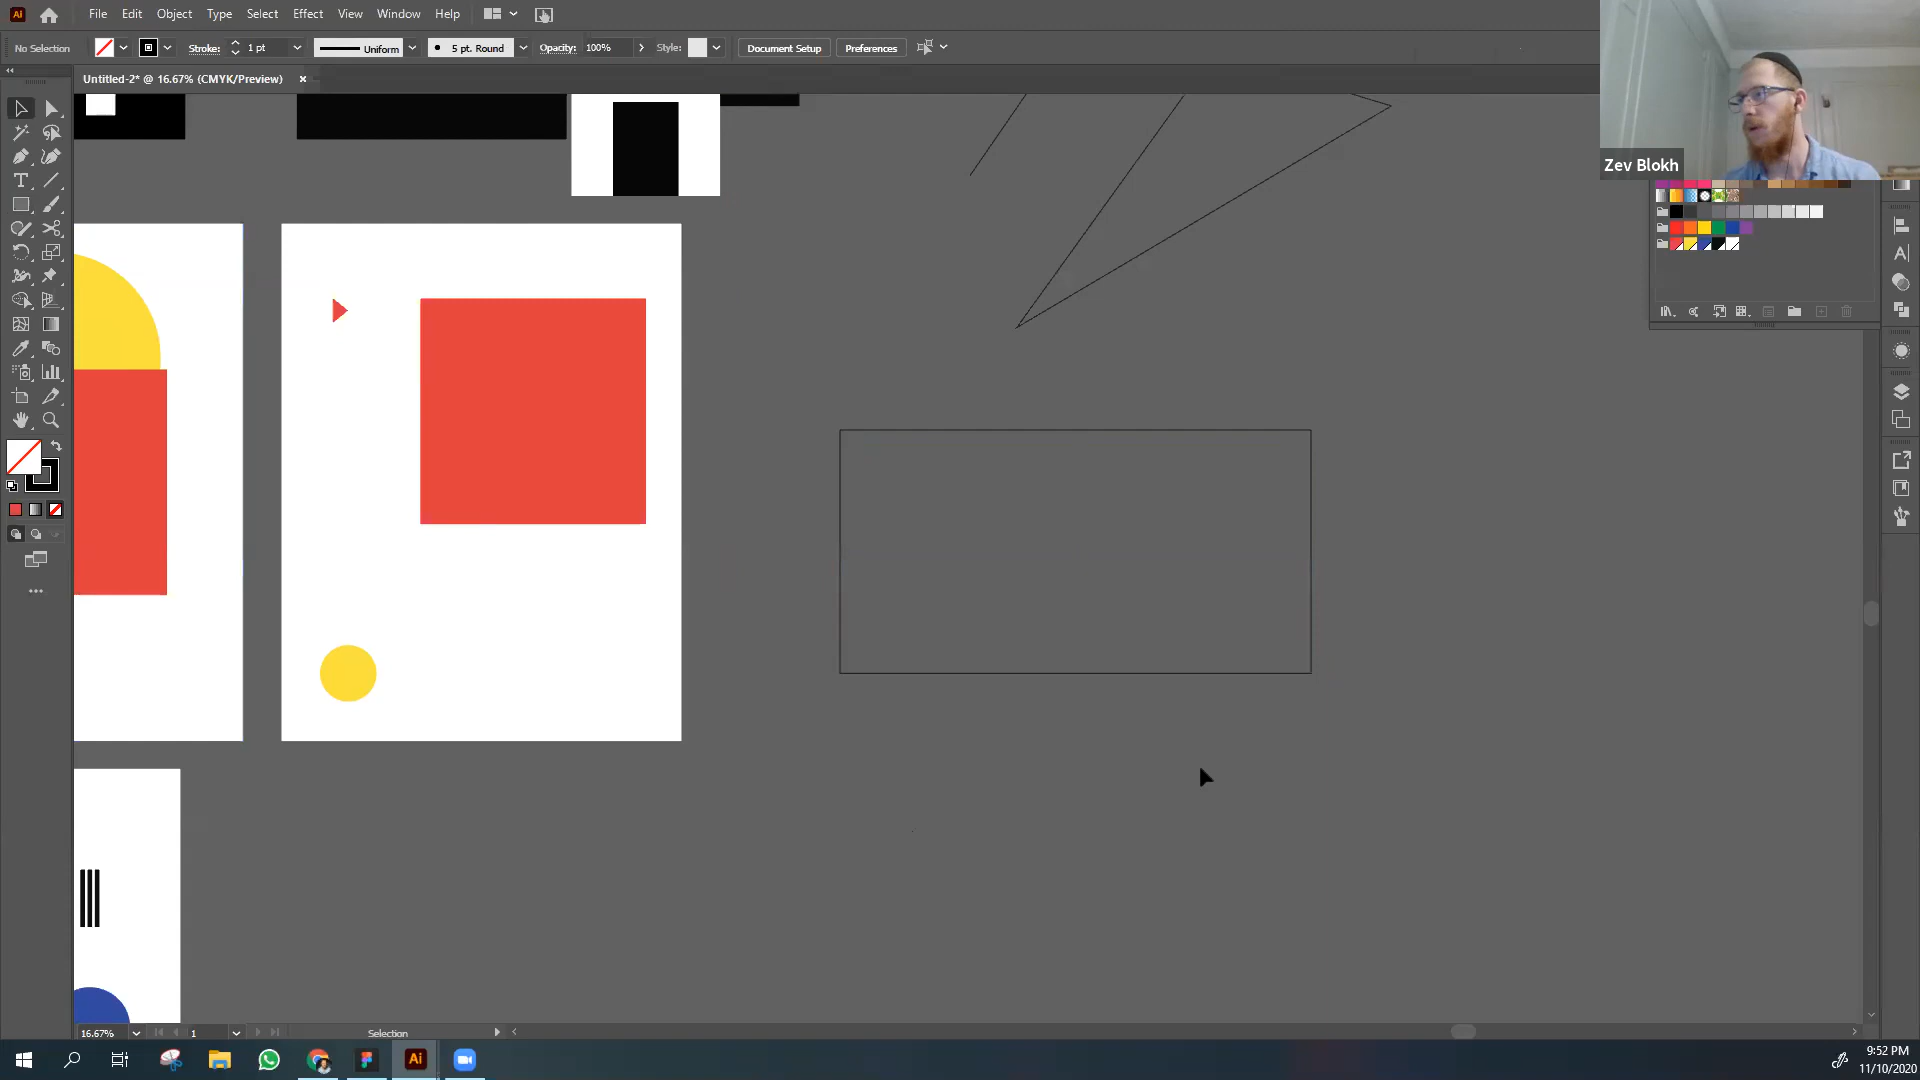 Ai File Edit Object Type Select Effect View Window Help
No Selection Stroke: 1 pt Uniform 5 pt. Round Opacity: 100% Style: Document Setup Preferences
Untitled-2* @ 16.67% (CMYK/Preview)
Zev Blokh
16.67% 1 Selection
Ai
9:52 PM
11/10/2020